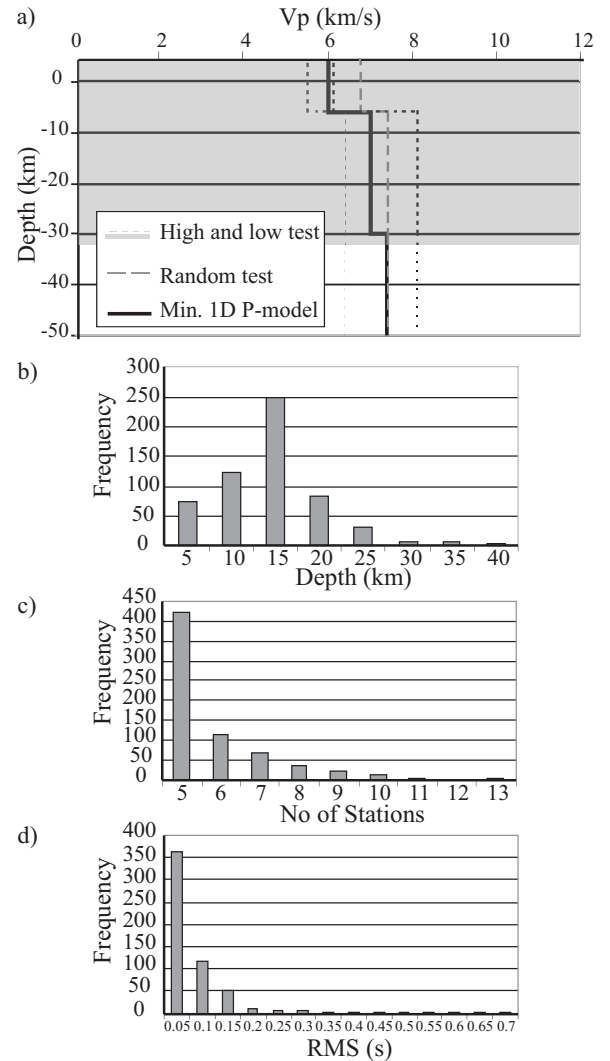 a)
Vp (km/s)
0 2 4 6 8 10 12
Depth (km)
0
-10
-20
-30
-40
-50
High and low test
Random test
Min. 1D P-model
b)
Frequency
300
250
200
150
100
50
0
5 10 15 20 25 30 35 40
Depth (km)
c)
Frequency
450
400
350
300
250
200
150
100
50
0
5 6 7 8 9 10 11 12 13
No of Stations
d)
Frequency
400
350
300
250
200
150
100
50
0
0.05 0.1 0.15 0.2 0.25 0.3 0.35 0.4 0.45 0.5 0.55 0.6 0.65 0.7
RMS (s)